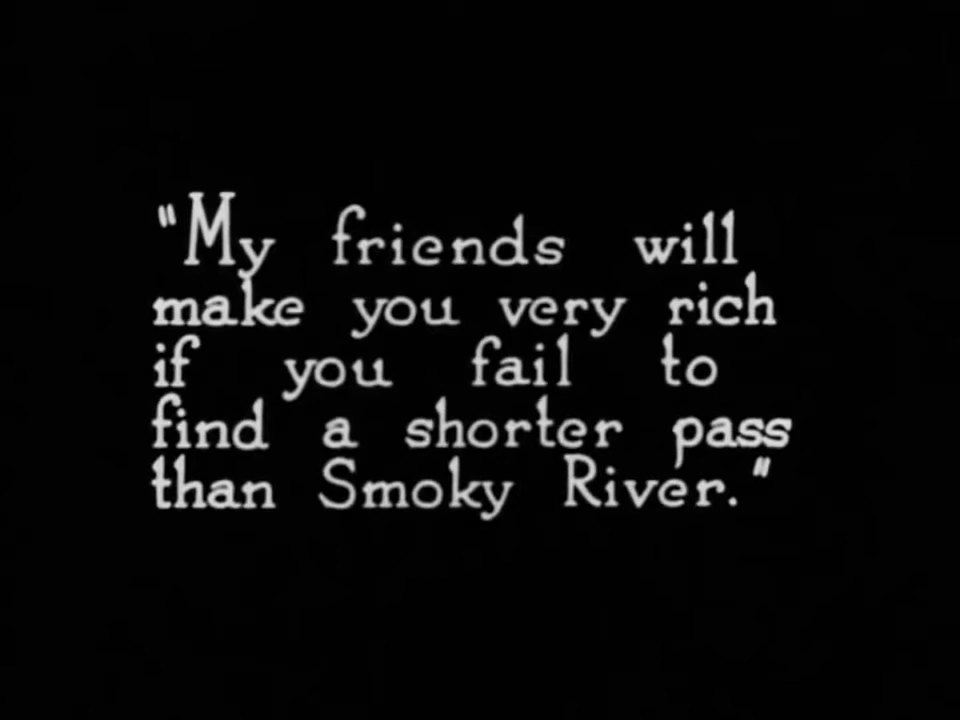 "My friends will
make you very rich
if you fail to
find a shorter pass
than Smoky River."